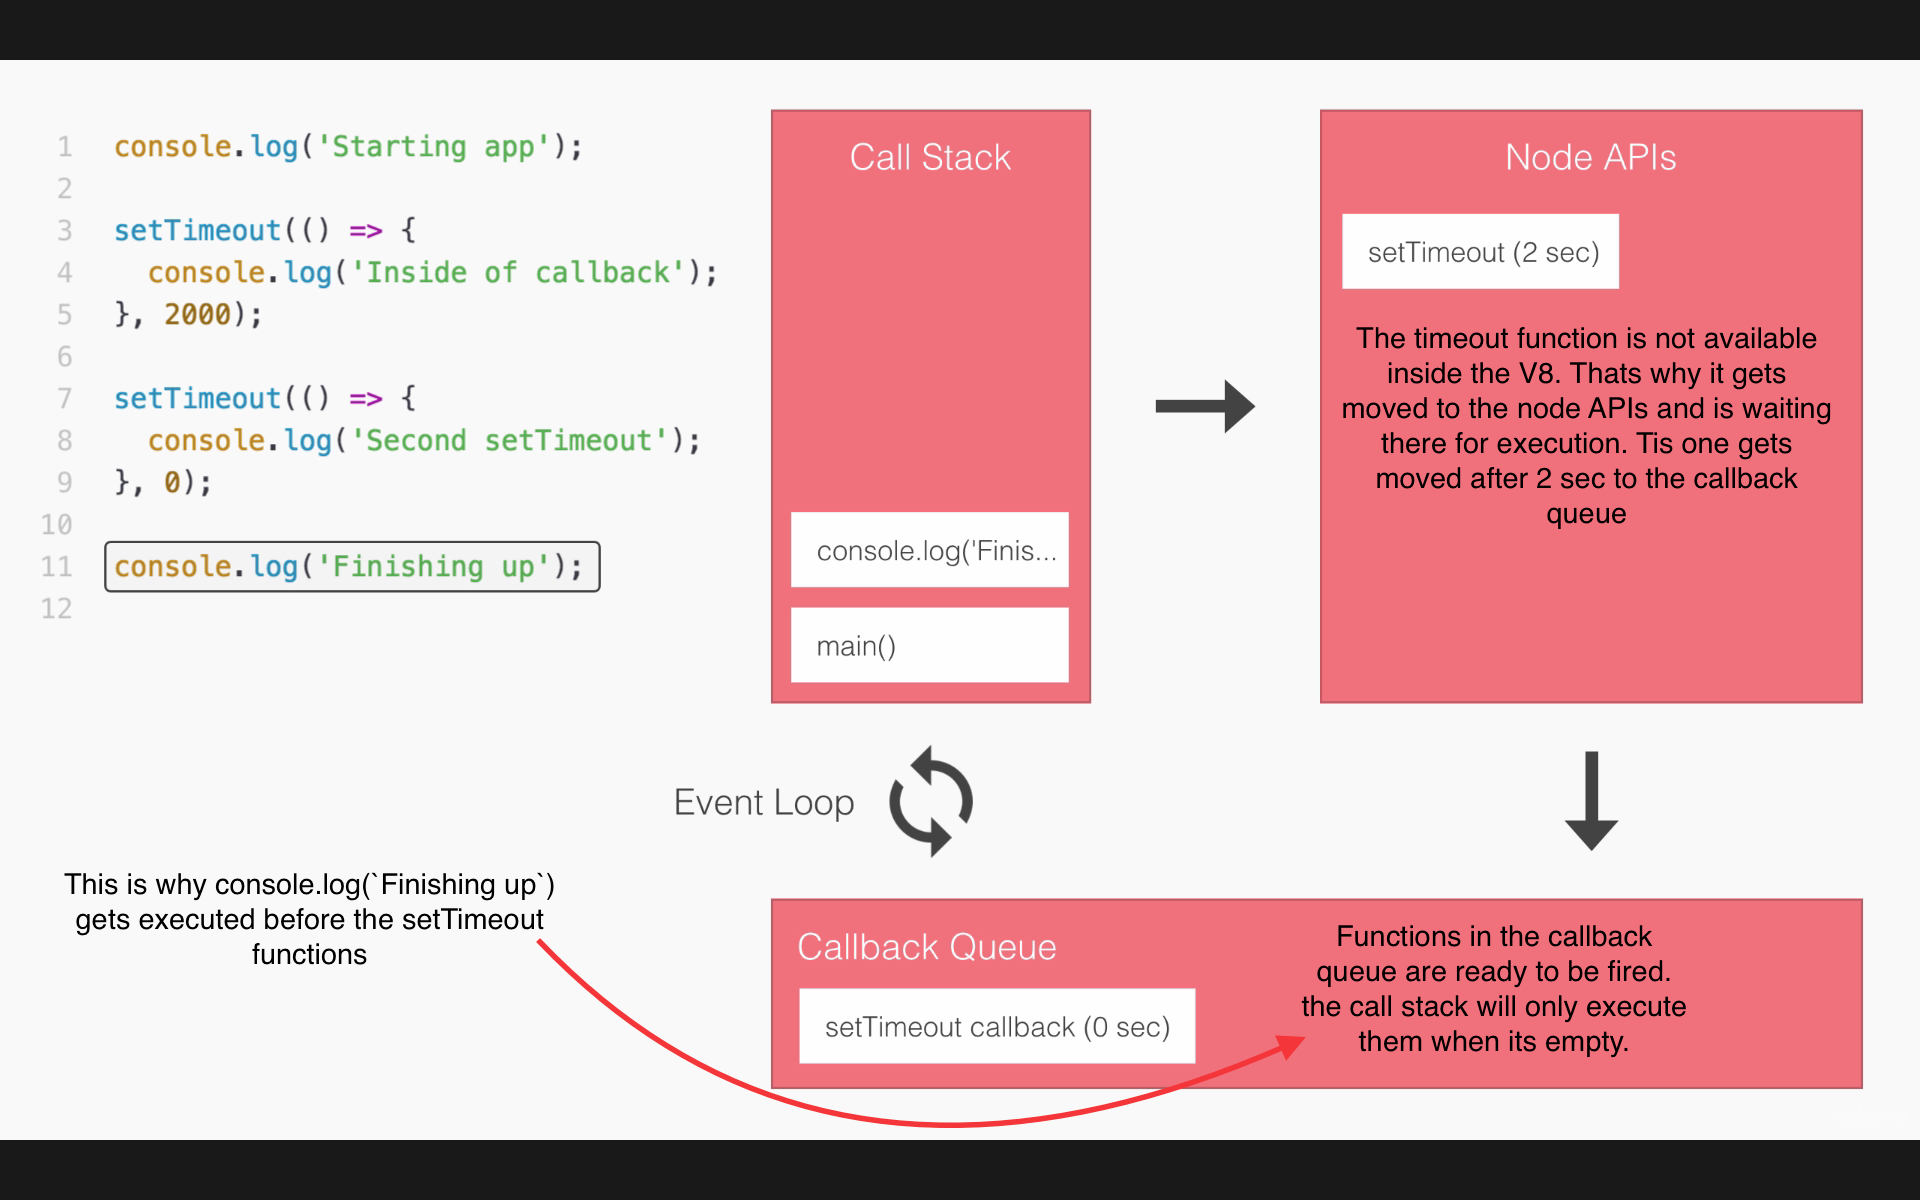 1 console.log('Starting app');
2
3 setTimeout(() => {
4 console.log('Inside of callback');
5 }, 2000);
6
7 setTimeout(() => {
8 console.log('Second setTimeout');
9 }, 0);
10
11 console.log('Finishing up');
12
Call Stack
console.log('Finis...
main()
Node APIs
setTimeout (2 sec)
The timeout function is not available
inside the V8. Thats why it gets
moved to the node APIs and is waiting
there for execution. Tis one gets
moved after 2 sec to the callback
queue
Event Loop
This is why console.log(`Finishing up`)
gets executed before the setTimeout
functions
Callback Queue
setTimeout callback (0 sec)
Functions in the callback
queue are ready to be fired.
the call stack will only execute
them when its empty.